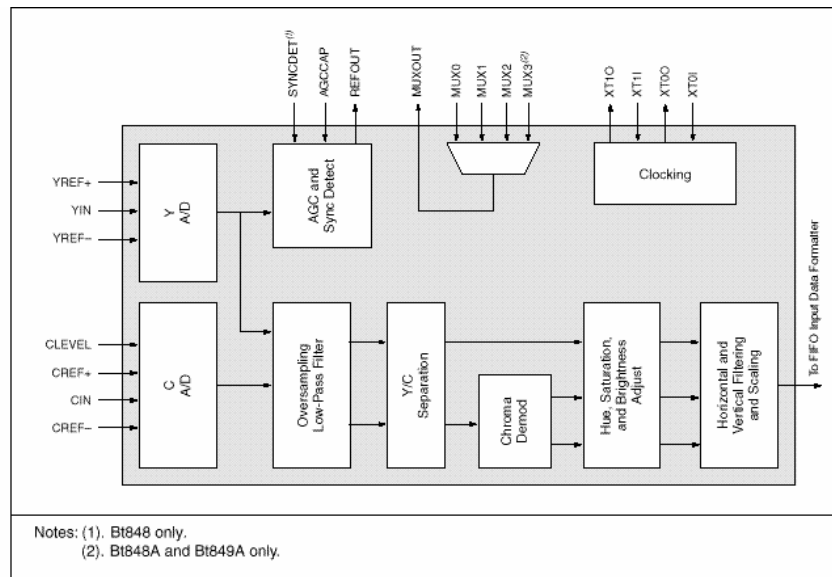 SYNCDET(1)
AGCCAP
REFOUT
MUXOUT
MUX0
MUX1
MUX2
MUX3(2)
XT1O
XT1I
XT0O
XT0I
YREF+
YIN
YREF–
Y
A/D
AGC and
Sync Detect
Clocking
CLEVEL
CREF+
CIN
CREF–
C
A/D
Oversampling
Low-Pass Filter
Y/C
Separation
Chroma
Demod
Hue, Saturation,
and Brightness
Adjust
Horizontal and
Vertical Filtering
and Scaling
To FIFO Input Data Formatter
Notes: (1). Bt848 only.
(2). Bt848A and Bt849A only.